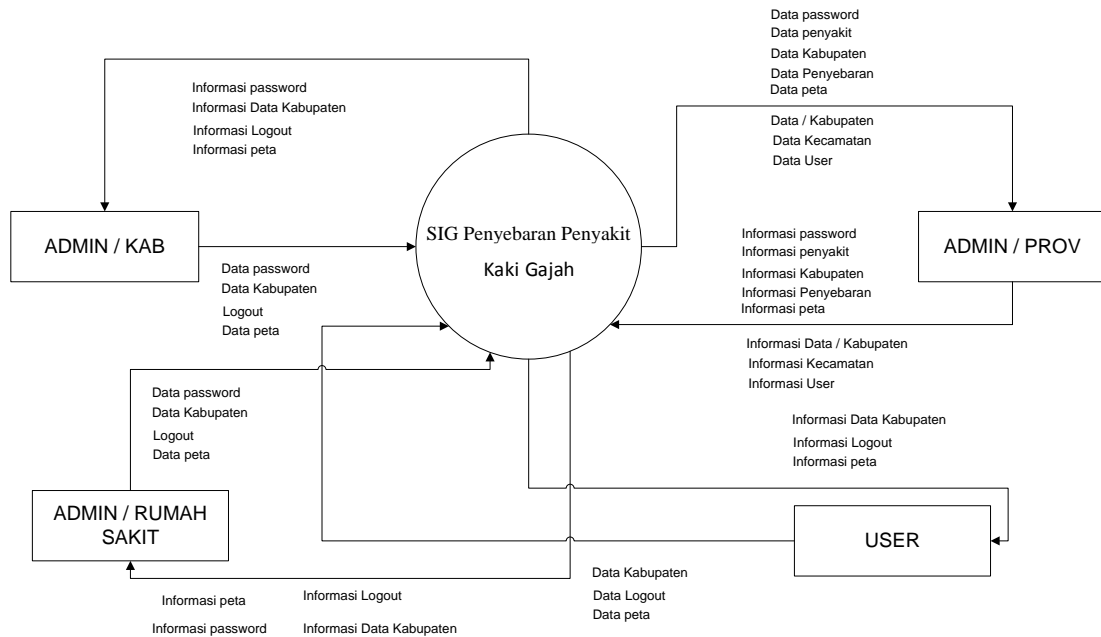 Data password
Data penyakit
Data Kabupaten
Data Penyebaran
Data peta
Data / Kabupaten
Data Kecamatan
Data User
Informasi password
Informasi Data Kabupaten
Informasi Logout
Informasi peta
ADMIN / KAB
SIG Penyebaran Penyakit
Kaki Gajah
ADMIN / PROV
Data password
Data Kabupaten
Logout
Data peta
Informasi password
Informasi penyakit
Informasi Kabupaten
Informasi Penyebaran
Informasi peta
Informasi Data / Kabupaten
Informasi Kecamatan
Informasi User
Data password
Data Kabupaten
Logout
Data peta
Informasi Data Kabupaten
Informasi Logout
Informasi peta
ADMIN / RUMAH
SAKIT
USER
Data Kabupaten
Data Logout
Data peta
Informasi peta
Informasi Logout
Informasi password
Informasi Data Kabupaten